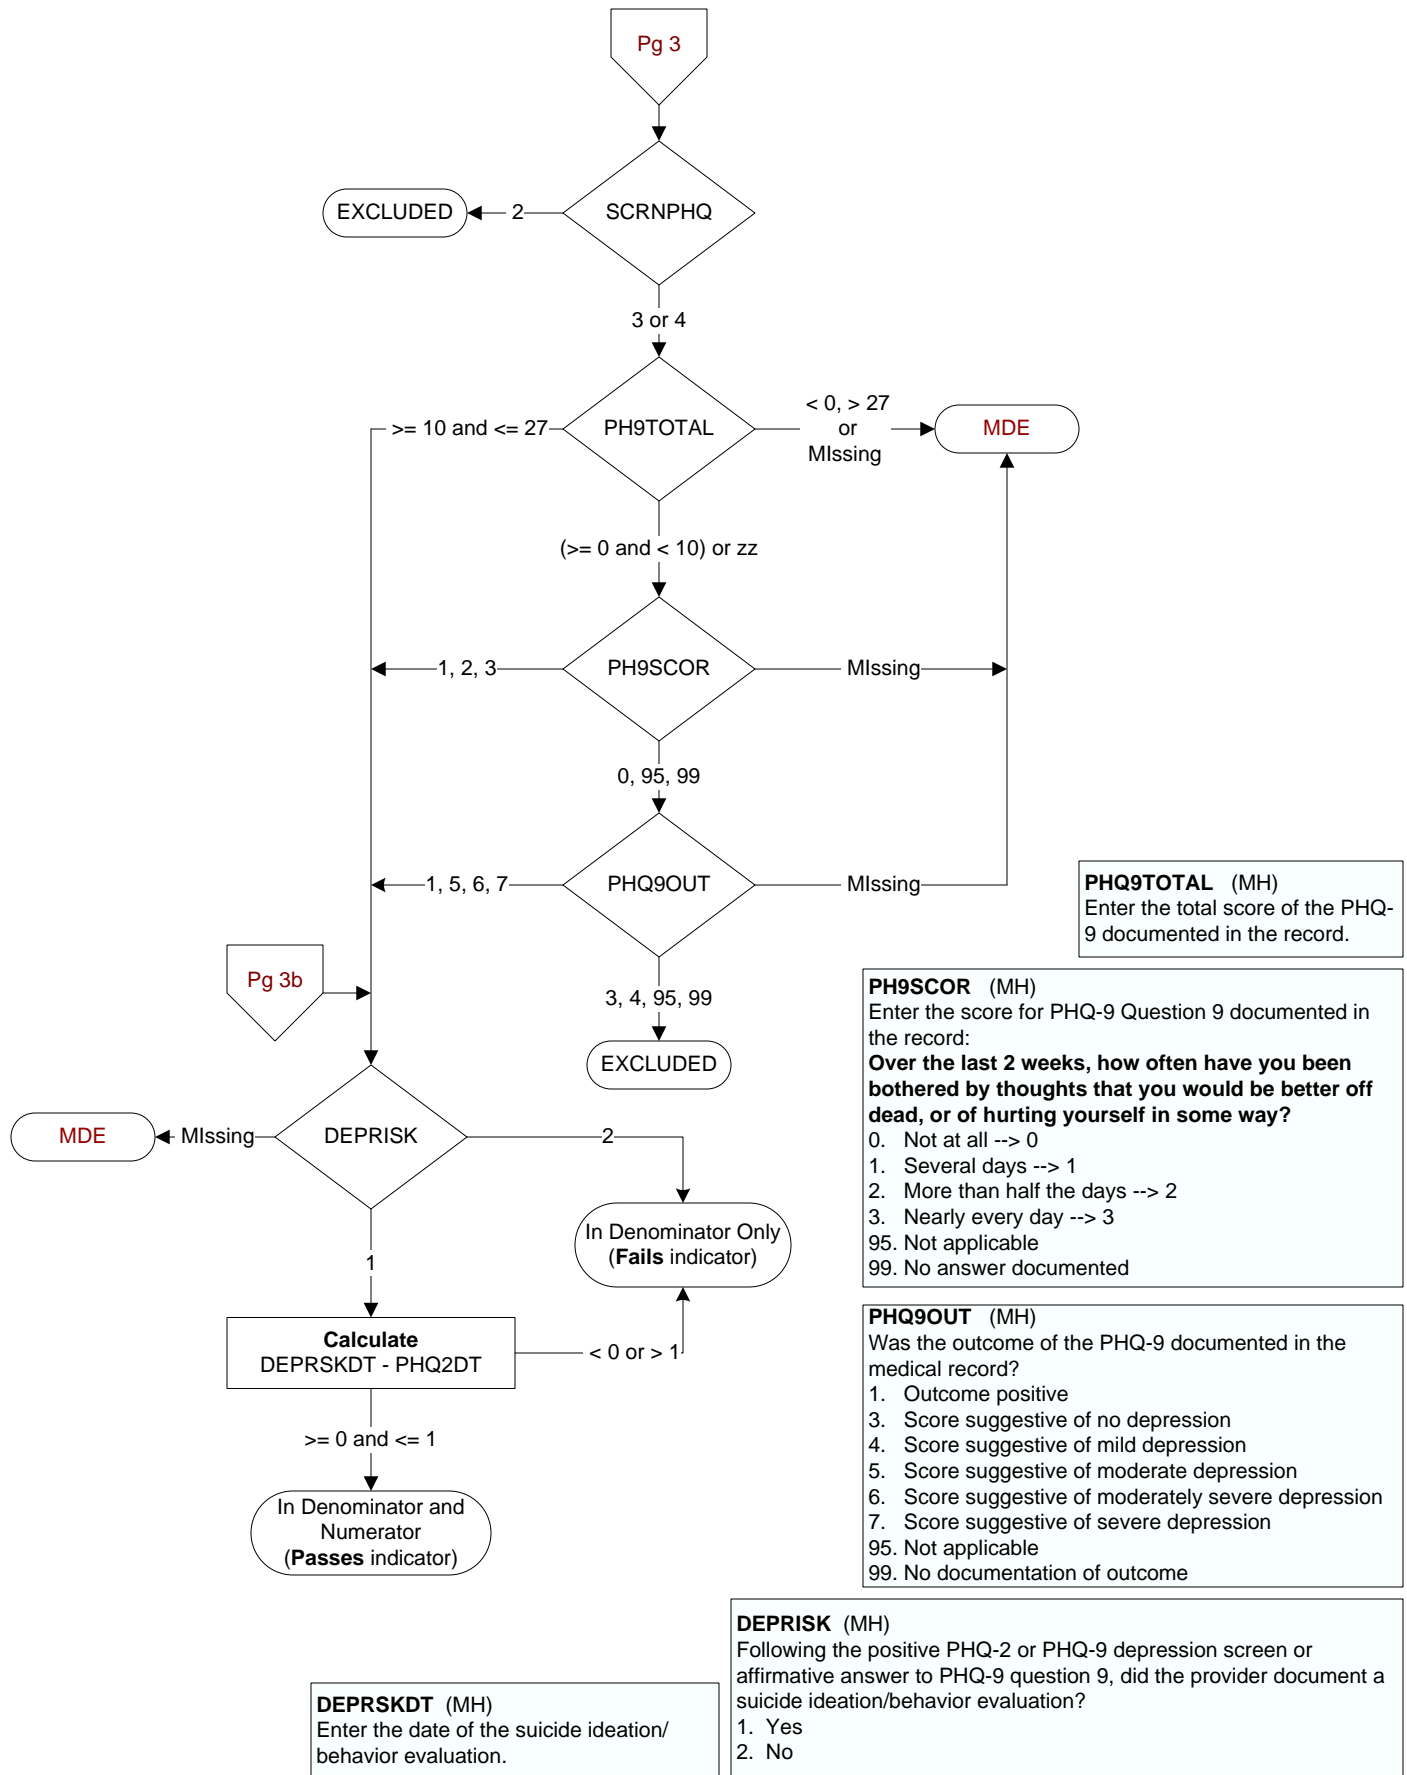 Pg 3
SCRNPHQ
EXCLUDED
2
3 or 4
PH9TOTAL
>= 10 and <= 27
< 0, > 27
or
MIssing
MDE
(>= 0 and < 10) or zz
PH9SCOR
1, 2, 3
MIssing
0, 95, 99
PHQ9OUT
1, 5, 6, 7
MIssing
3, 4, 95, 99
EXCLUDED
Pg 3b
DEPRISK
MIssing
MDE
2
In Denominator Only
(Fails indicator)
1
Calculate
DEPRSKDT - PHQ2DT
< 0 or > 1
>= 0 and <= 1
In Denominator and
Numerator
(Passes indicator)
PHQ9TOTAL (MH)
Enter the total score of the PHQ-
9 documented in the record.
PH9SCOR (MH)
Enter the score for PHQ-9 Question 9 documented in
the record:
Over the last 2 weeks, how often have you been
bothered by thoughts that you would be better off
dead, or of hurting yourself in some way?
0. Not at all --> 0
1. Several days --> 1
2. More than half the days --> 2
3. Nearly every day --> 3
95. Not applicable
99. No answer documented
PHQ9OUT (MH)
Was the outcome of the PHQ-9 documented in the
medical record?
1. Outcome positive
3. Score suggestive of no depression
4. Score suggestive of mild depression
5. Score suggestive of moderate depression
6. Score suggestive of moderately severe depression
7. Score suggestive of severe depression
95. Not applicable
99. No documentation of outcome
DEPRISK (MH)
Following the positive PHQ-2 or PHQ-9 depression screen or
affirmative answer to PHQ-9 question 9, did the provider document a
suicide ideation/behavior evaluation?
1. Yes
2. No
DEPRSKDT (MH)
Enter the date of the suicide ideation/
behavior evaluation.